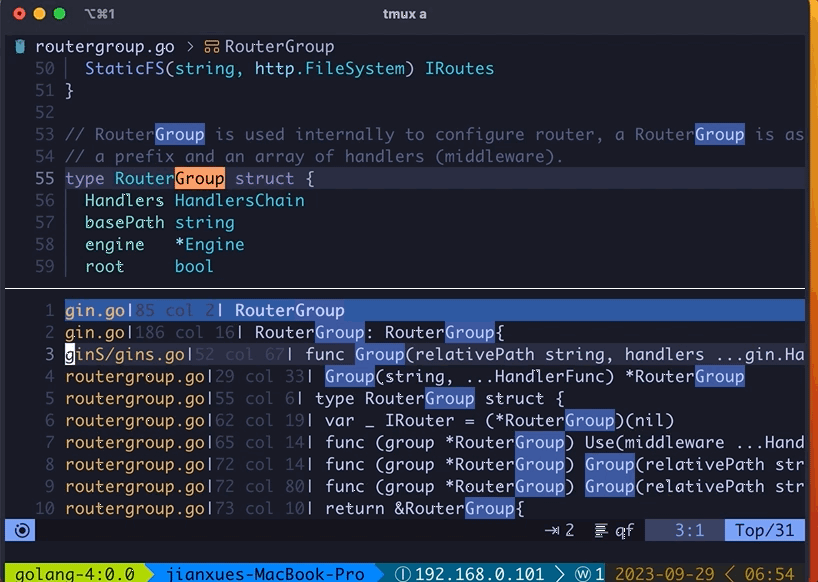 ⌥⌘1 tmux a
routergroup.go > RouterGroup
50 StaticFS(string, http.FileSystem) IRoutes
51 }
52
53 // RouterGroup is used internally to configure router, a RouterGroup is as
54 // a prefix and an array of handlers (middleware).
55 type RouterGroup struct {
56 Handlers HandlersChain
57 basePath string
58 engine *Engine
59 root bool
1 gin.go|85 col 2| RouterGroup
2 gin.go|186 col 16| RouterGroup: RouterGroup{
3 ginS/gins.go|52 col 67| func Group(relativePath string, handlers ...gin.Ha
4 routergroup.go|29 col 33| Group(string, ...HandlerFunc) *RouterGroup
5 routergroup.go|55 col 6| type RouterGroup struct {
6 routergroup.go|62 col 19| var _ IRouter = (*RouterGroup)(nil)
7 routergroup.go|65 col 14| func (group *RouterGroup) Use(middleware ...Hand
8 routergroup.go|72 col 14| func (group *RouterGroup) Group(relativePath str
9 routergroup.go|72 col 80| func (group *RouterGroup) Group(relativePath str
10 routergroup.go|73 col 10| return &RouterGroup{
2 qf 3:1 Top/31
golang-4:0.0 jianxues-MacBook-Pro Ⓘ 192.168.0.101 > ⓦ 1 2023-09-29 < 06:54